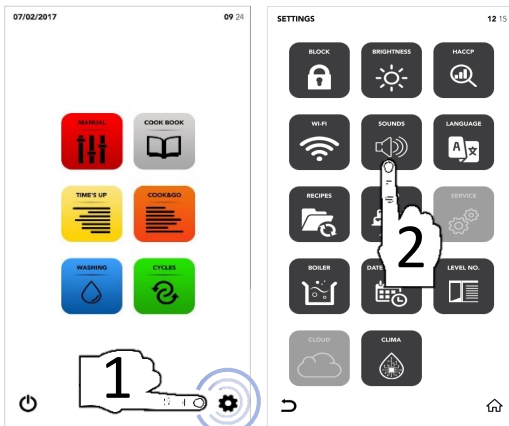 07/02/2017 09 24
MANUAL COOK BOOK
TIME'S UP COOK&GO
WASHING CYCLES
1
SETTINGS 12 15
BLOCK BRIGHTNESS HACCP
WI-FI SOUNDS LANGUAGE
A
RECIPES SERVICE
2
BOILER DATE LEVEL NO.
CLOUD CLIMA